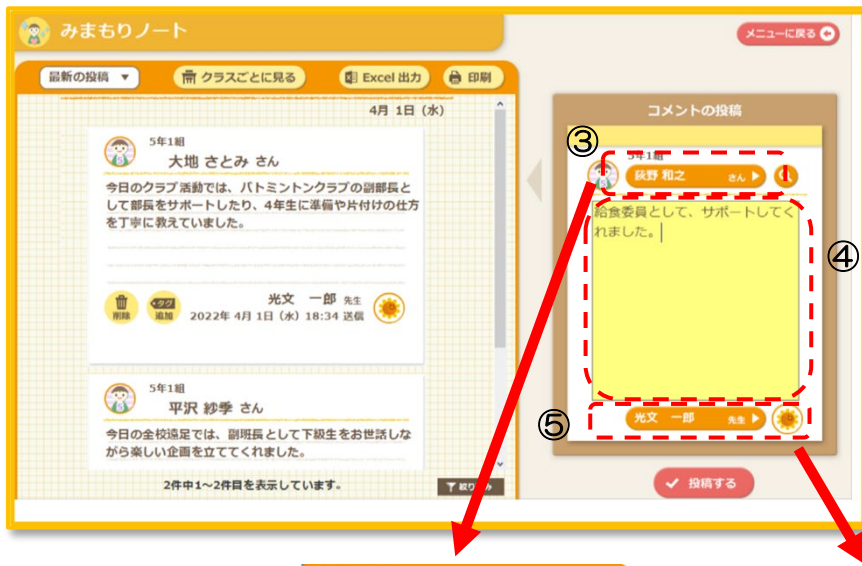 みまもりノート
メニューに戻る
最新の投稿 ▼
クラスごとに見る
Excel 出力
印刷
4月 1日 (水)
5年1組
大地 さとみ さん
今日のクラブ活動では、バトミントンクラブの副部長と
して部長をサポートしたり、4年生に準備や片付けの仕方
を丁寧に教えていました。
削除
タグ
追加
光文 一郎 先生
2022年 4月 1日 (水) 18:34 送信
5年1組
平沢 紗季 さん
今日の全校遠足では、副班長として下級生をお世話しな
がら楽しい企画を立ててくれました。
2件中1~2件目を表示しています。
コメントの投稿
③
5年1組
荻野 和之 さん
給食委員として、サポートしてく
れました。
④
⑤
光文 一郎 先生
投稿する